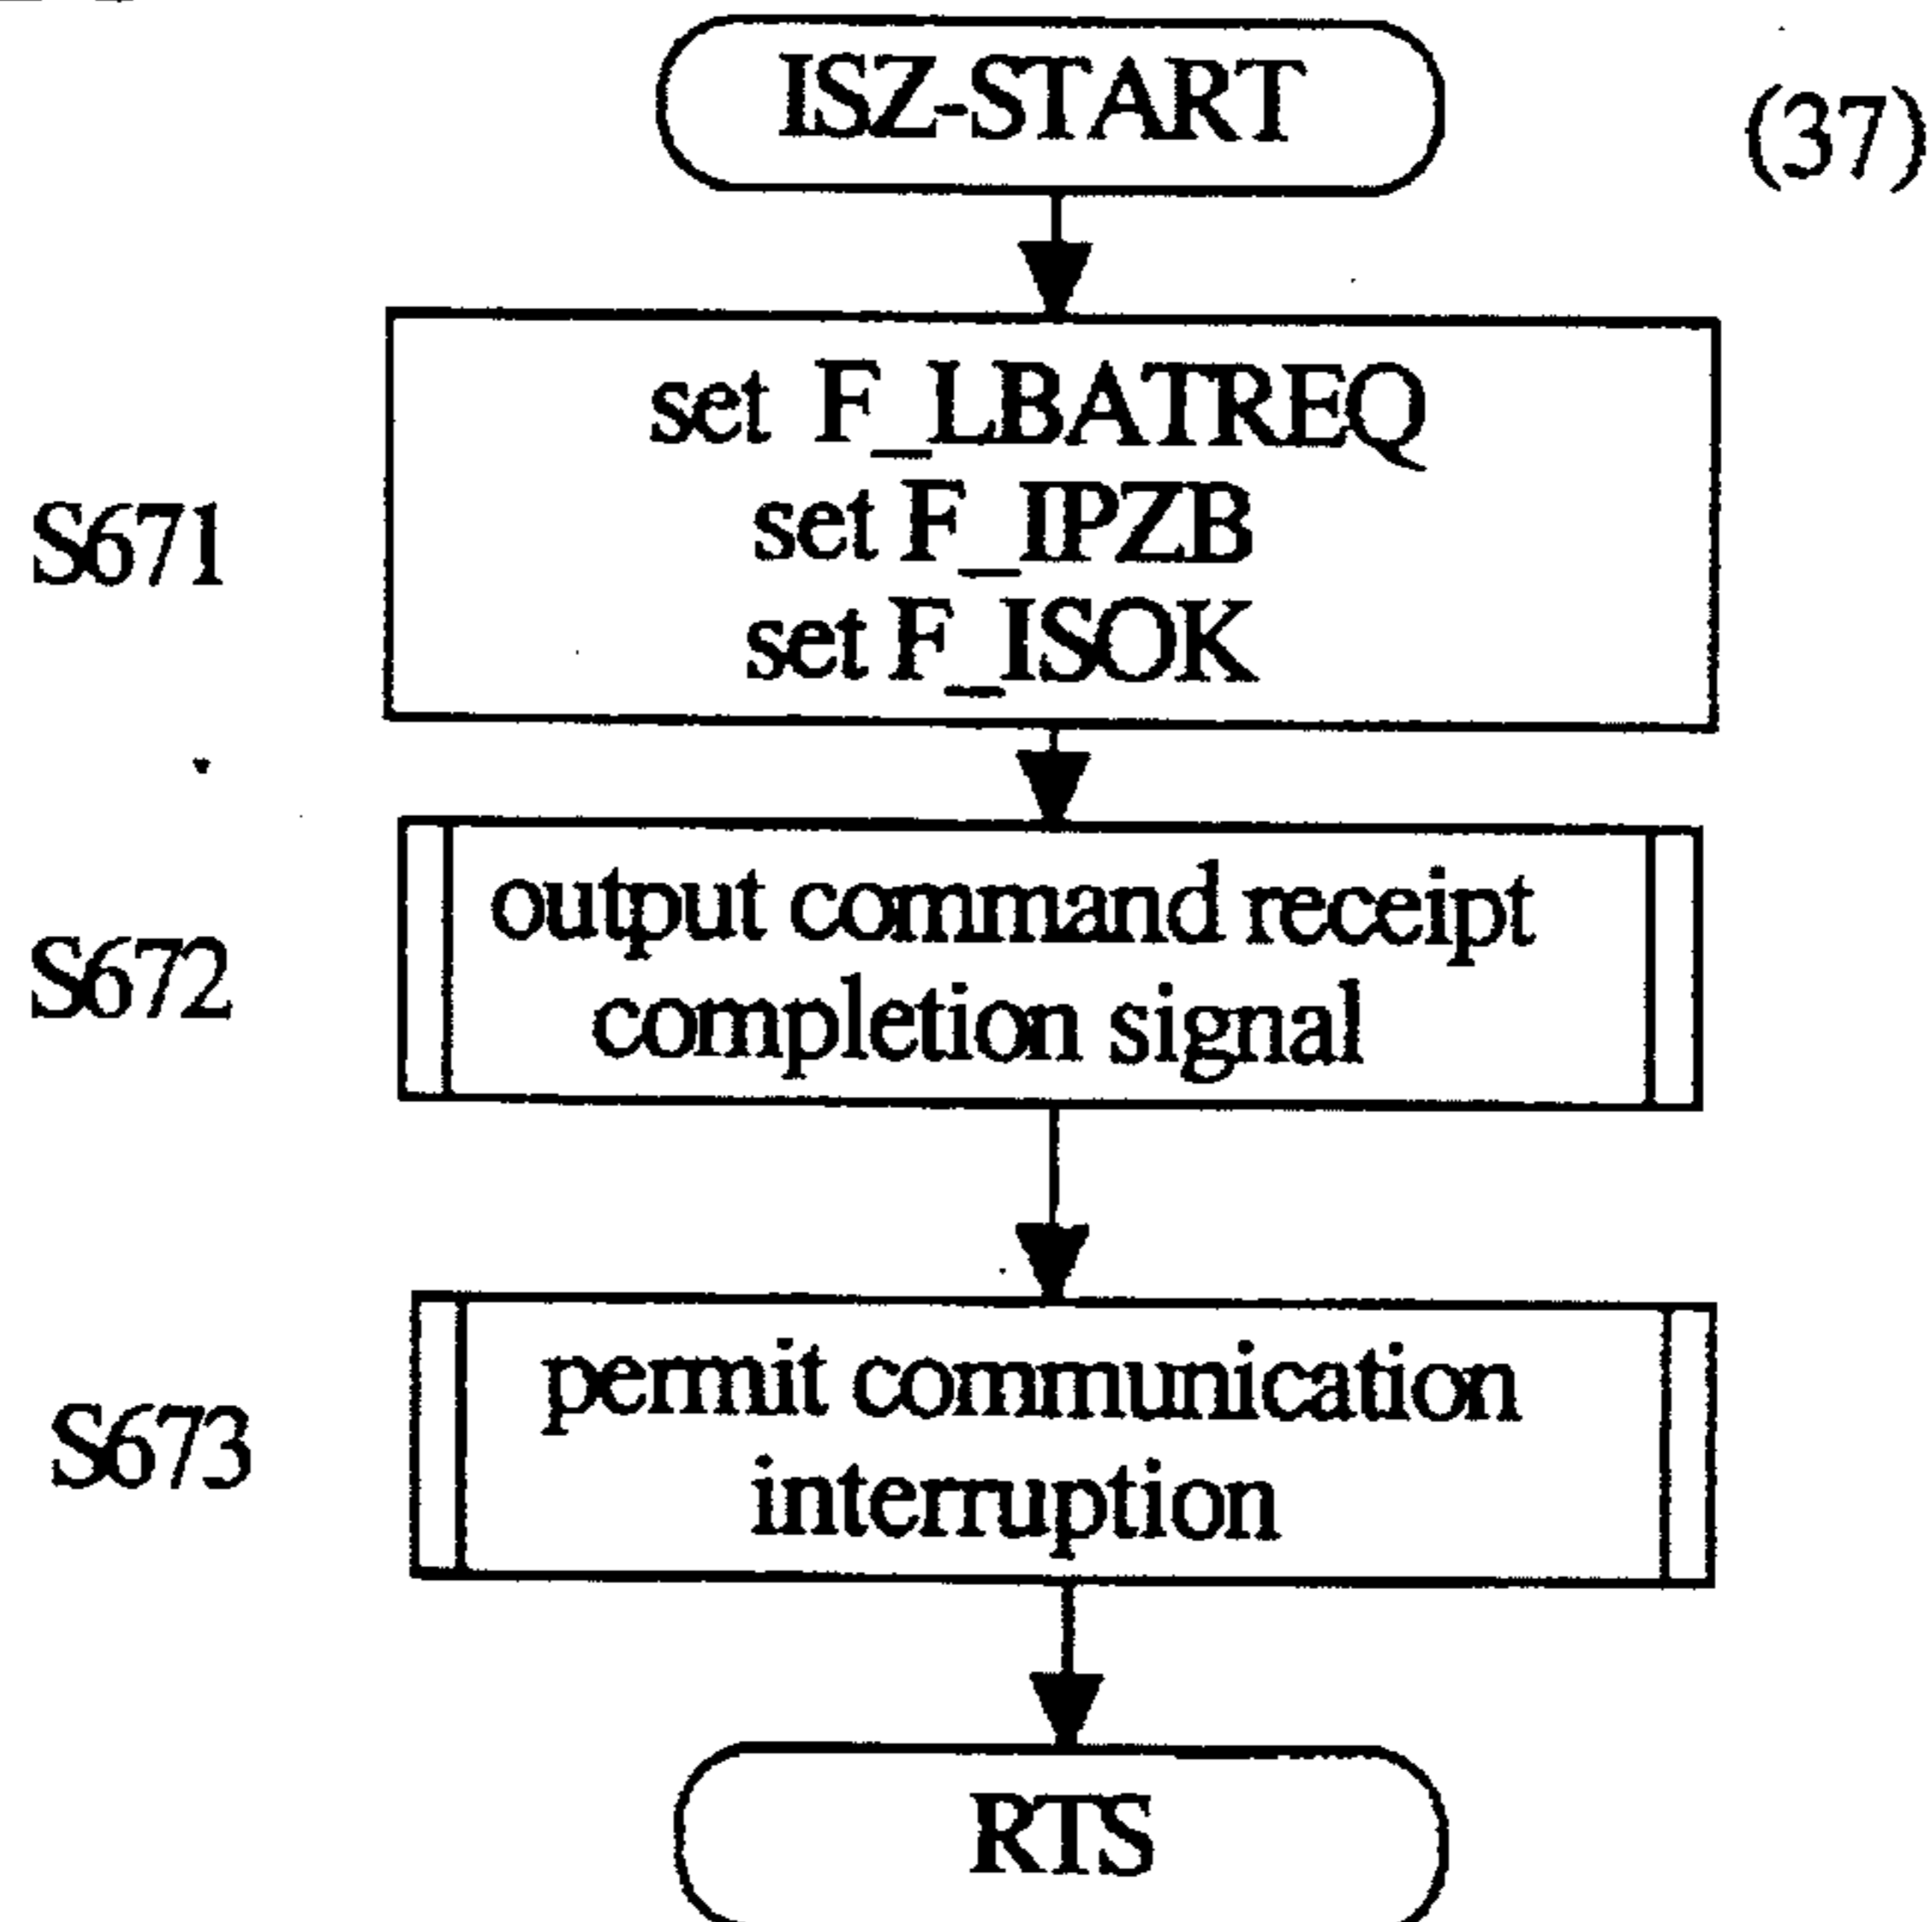 ISZ-START
(37)
S671
set F_LBATREQ
set F_IPZB
set F_ISOK
S672
output command receipt
completion signal
S673
permit communication
interruption
RTS